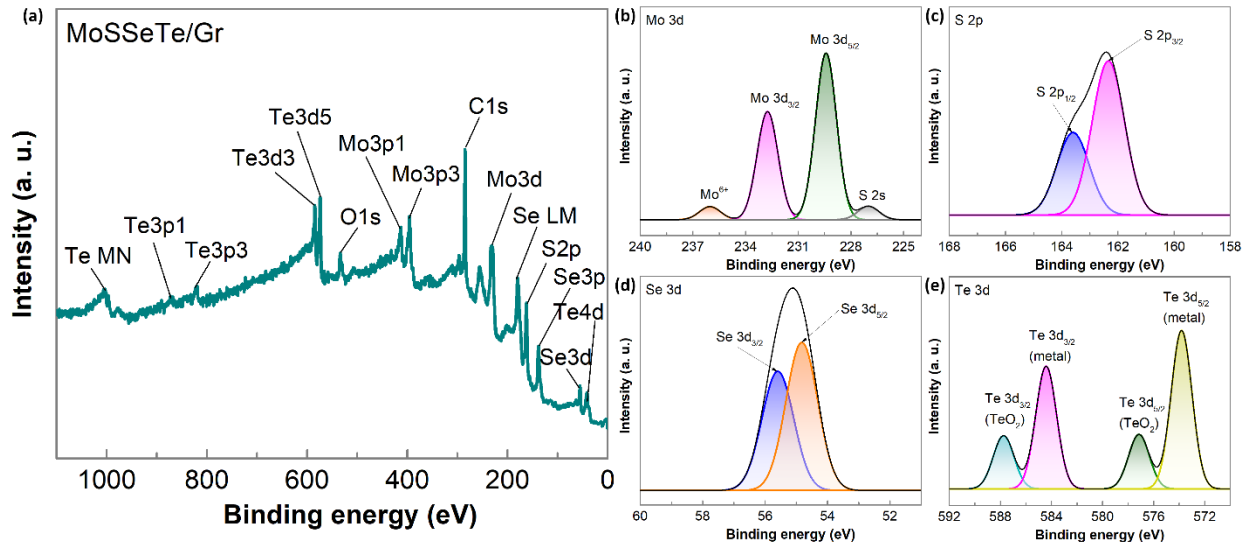 (a)
MoSSeTe/Gr
C1s
Te3d5
Te3d3
Mo3p1
Mo3p3
O1s
Mo3d
Se LM
S2p
Se3p
Te4d
Se3d
Te3p1
Te3p3
Te MN
Intensity (a. u.)
1000 800 600 400 200 0
Binding energy (eV)
(b)
Mo 3d
Mo 3d5/2
Mo 3d3/2
Mo6+
S 2s
Intensity (a. u.)
240 237 234 231 229 227 224
Binding energy (eV)
(c)
S 2p
S 2p3/2
S 2p1/2
Intensity (a. u.)
168 166 164 162 160 158
Binding energy (eV)
(d)
Se 3d
Se 3d5/2
Se 3d3/2
Intensity (a. u.)
60 58 56 54 52
Binding energy (eV)
(e)
Te 3d
Te 3d5/2
(metal)
Te 3d3/2
(metal)
Te 3d3/2
(TeO2)
Te 3d5/2
(TeO2)
Intensity (a. u.)
592 588 584 580 576 572
Binding energy (eV)